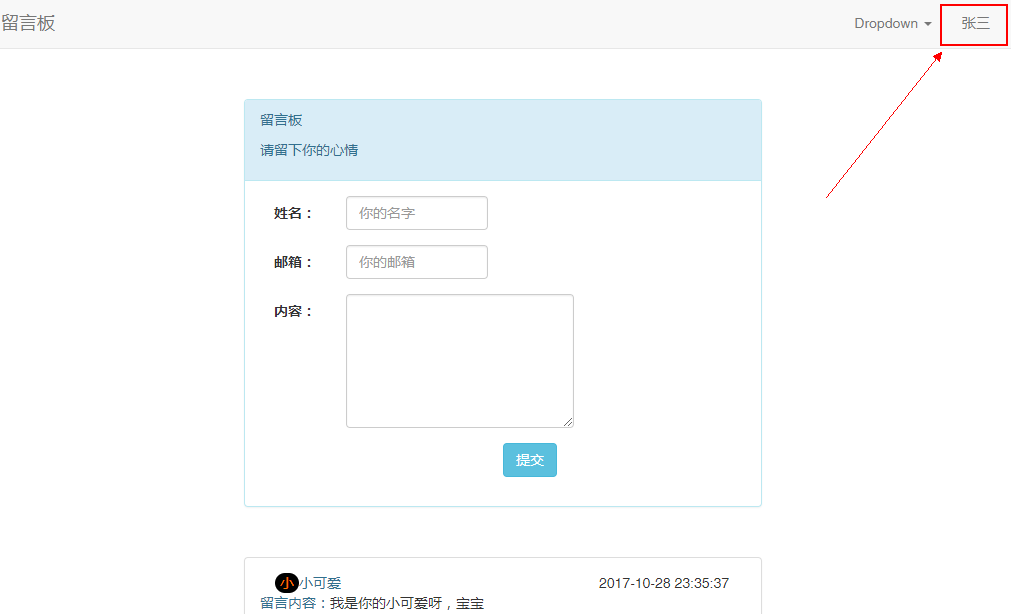 留言板
Dropdown
张三
留言板
请留下你的心情
姓名：
你的名字
邮箱：
你的邮箱
内容：
提交
小小可爱
2017-10-28 23:35:37
留言内容：我是你的小可爱呀，宝宝